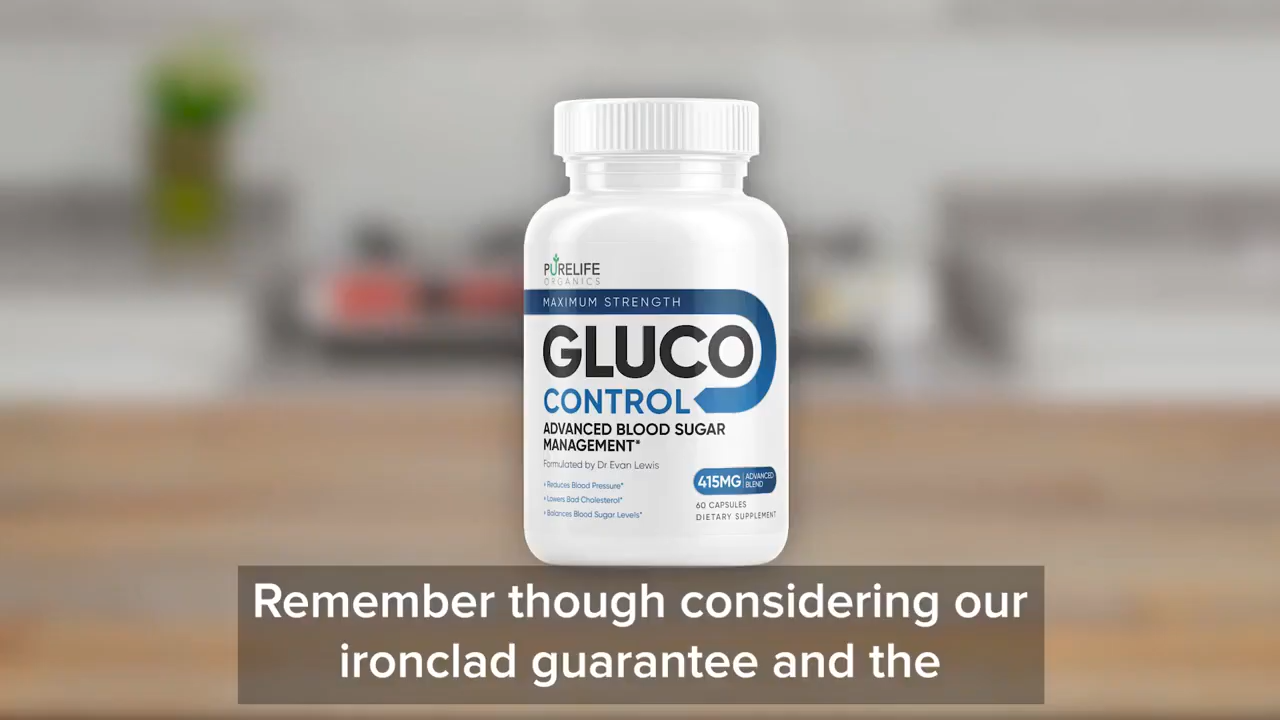 PURELIFE
ORGANICS
MAXIMUM STRENGTH
GLUCO
CONTROL
ADVANCED BLOOD SUGAR
MANAGEMENT*
Formulated by Dr Evan Lewis
› Reduces Blood Pressure*
› Lowers Bad Cholesterol*
› Balances Blood Sugar Levels*
415MG
ADVANCED
BLEND
60 CAPSULES
DIETARY SUPPLEMENT
Remember though considering our
ironclad guarantee and the